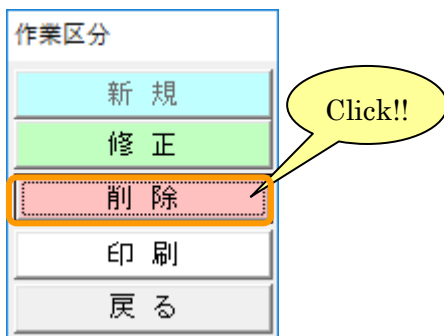 作業区分
新 規
修 正
削 除
印 刷
戻 る
Click!!